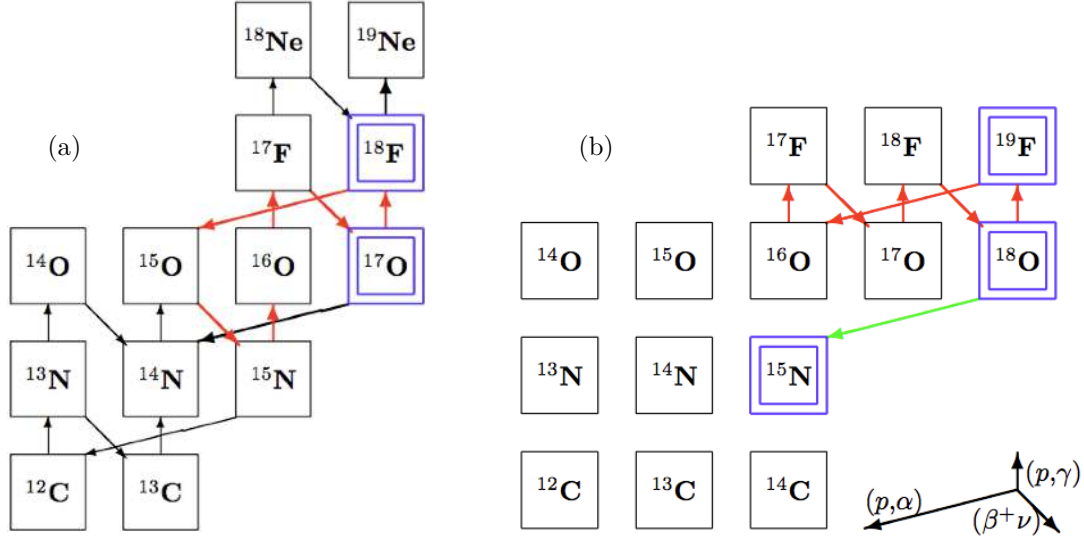 ¹⁸Ne ¹⁹Ne
(a) ¹⁷F ¹⁸F
¹⁴O ¹⁵O ¹⁶O ¹⁷O
¹³N ¹⁴N ¹⁵N
¹²C ¹³C
(b) ¹⁷F ¹⁸F ¹⁹F
¹⁴O ¹⁵O ¹⁶O ¹⁷O ¹⁸O
¹³N ¹⁴N ¹⁵N
¹²C ¹³C ¹⁴C
(p,γ)
(p,α)
(β⁺ν)